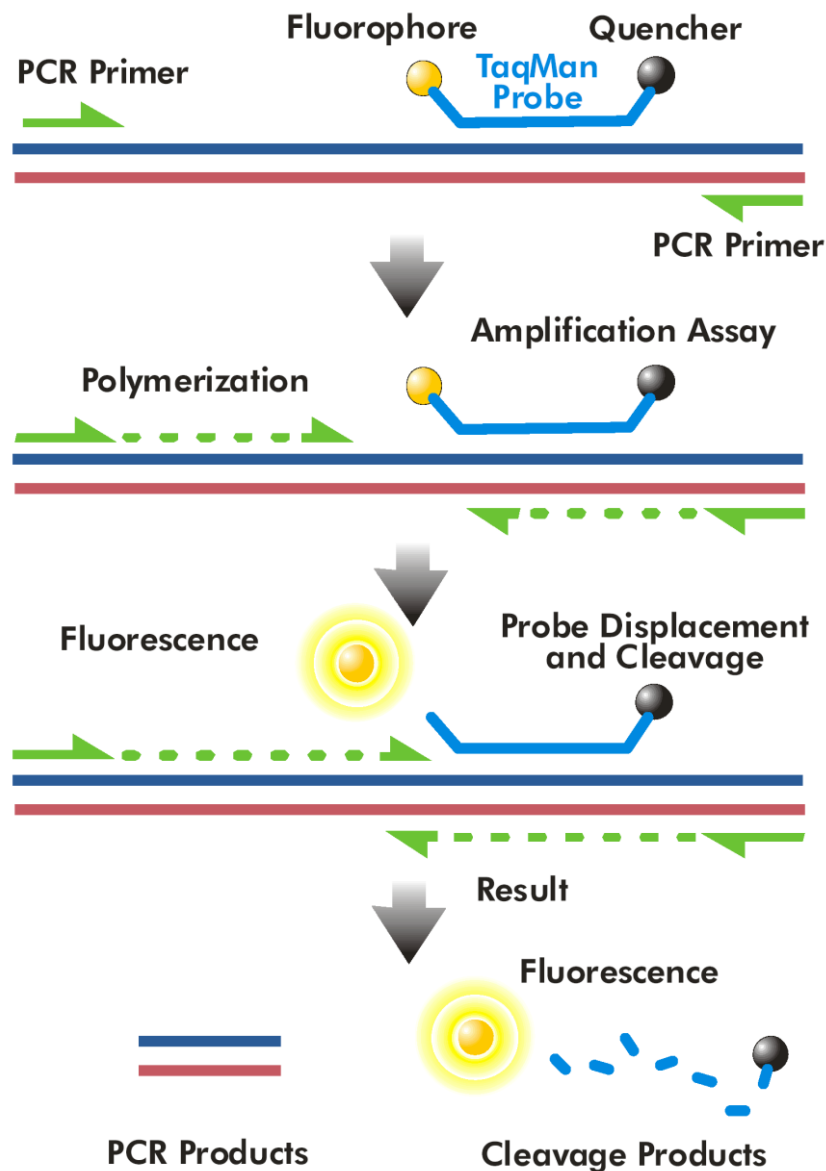 Fluorophore
Quencher
PCR Primer
TaqMan
Probe
PCR Primer
Amplification Assay
Polymerization
Fluorescence
Probe Displacement
and Cleavage
Result
Fluorescence
PCR Products
Cleavage Products